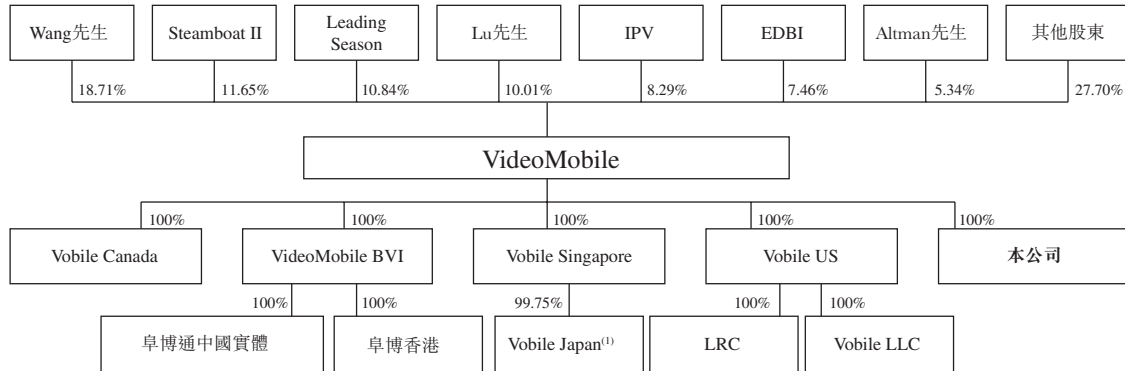 Wang先生
Steamboat II
Leading
Season
Lu先生
IPV
EDBI
Altman先生
其他股東
18.71%
11.65%
10.84%
10.01%
8.29%
7.46%
5.34%
27.70%
VideoMobile
100%
100%
100%
100%
100%
Vobile Canada
VideoMobile BVI
Vobile Singapore
Vobile US
本公司
100%
100%
99.75%
100%
100%
阜博通中國實體
阜博香港
Vobile Japan(1)
LRC
Vobile LLC